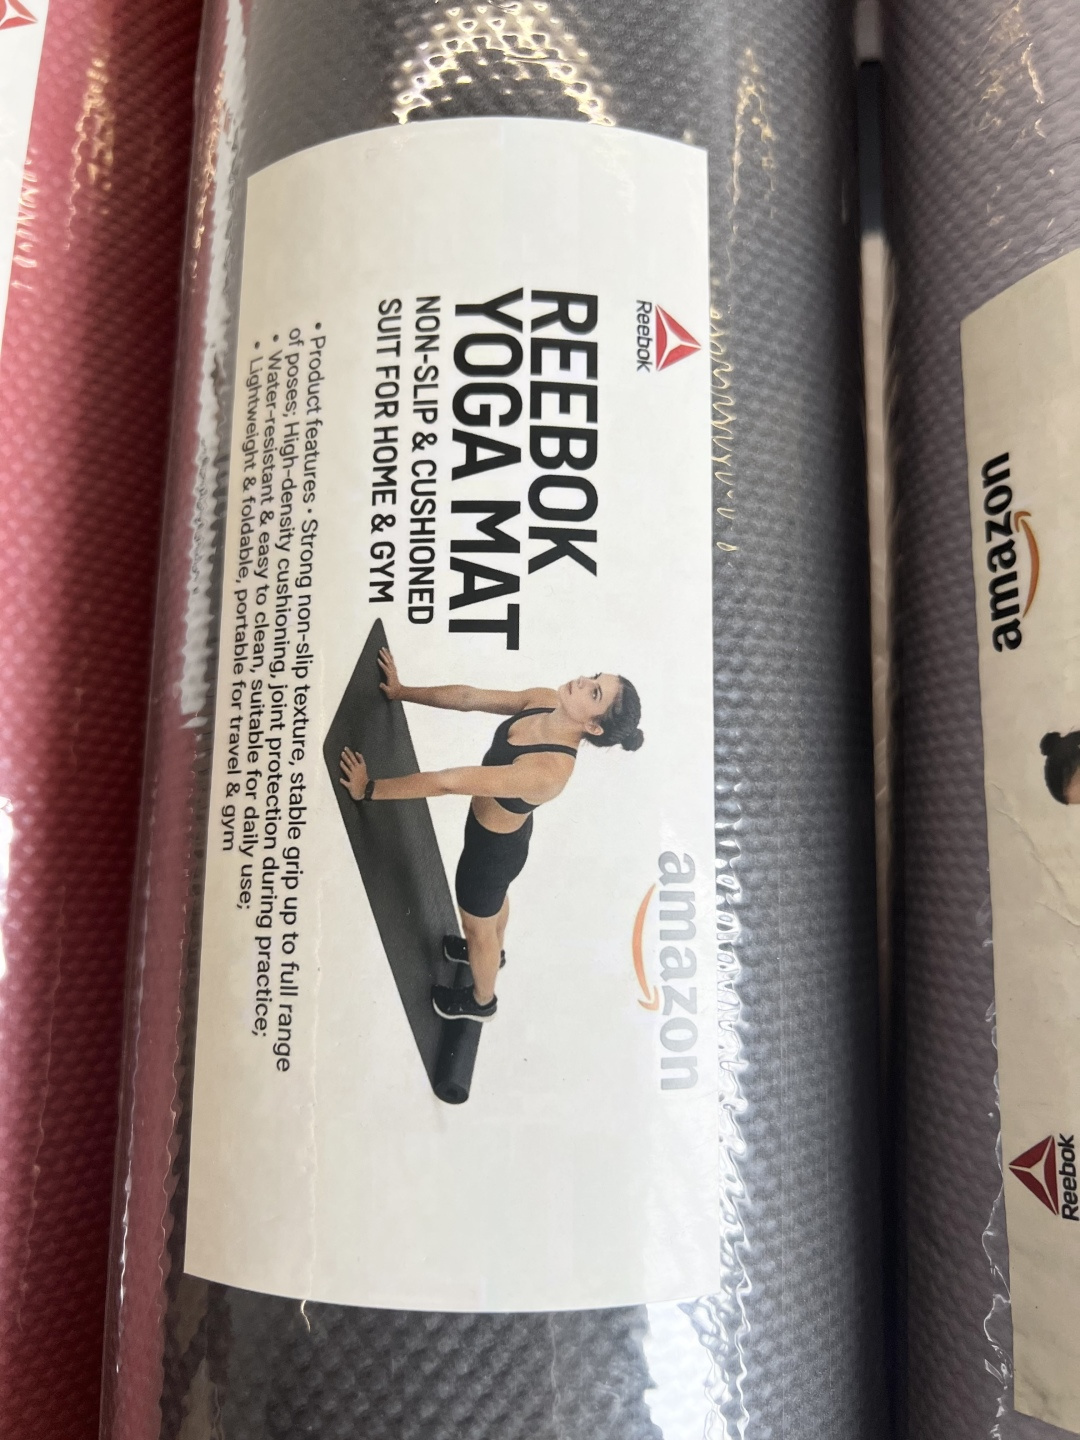 Reebok
amazon
REEBOK
YOGA MAT
NON-SLIP & CUSHIONED
SUIT FOR HOME & GYM
• Product features • Strong non-slip texture, stable grip up to full range
of poses; High-density cushioning, joint protection during practice;
• Water-resistant & easy to clean, suitable for daily use;
• Lightweight & foldable, portable for travel & gym
amazon
Reebok